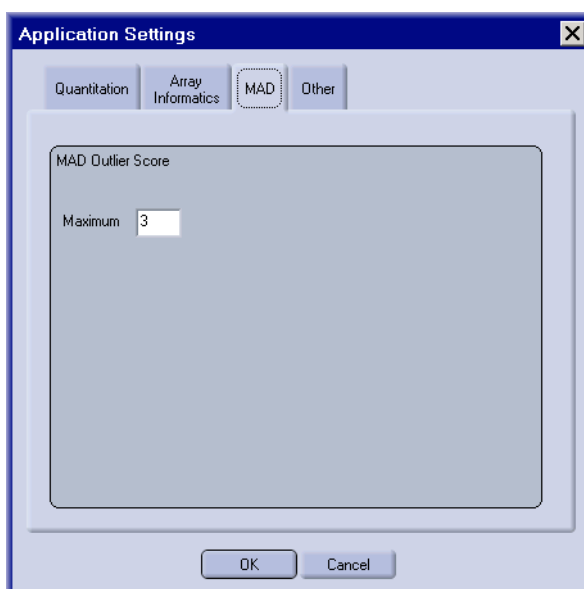 Application Settings
Quantitation
Array
Informatics
MAD
Other
MAD Outlier Score
Maximum 3
OK Cancel